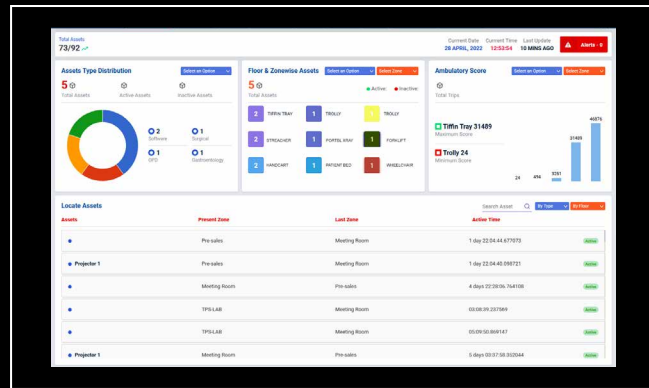 Total Assets
73/92
Current Date Current Time Last Update
28 APRIL, 2022 12:53:54 10 MINS AGO
Alerts - 0
Assets Type Distribution
Select an Option
5
Total Assets Active Assets Inactive Assets
2 Software
1 Surgical
1 OPD
1 Gastroentology
Floor & Zonewise Assets
Select an Option Select Zone
5
Total Assets
Active Inactive
2 TIFFIN TRAY 1 TROLLY 1 TROLLY
2 STREACHER 1 PORTEL XRAY 1 FORKLIFT
2 HANDCART 1 PATIENT BED 1 WHEELCHAIR
Ambulatory Score
Select an Option Select Zone
Total Trips
Tiffin Tray 31489
Maximum Score
Trolly 24
Minimum Score
24 494 3281 31489 46876
Locate Assets
Search Asset By Type By Floor
Assets Present Zone Last Zone Active Time
Pre-sales Meeting Room 1 day 22:04:44.677073 Active
Projector 1 Pre-sales Meeting Room 1 day 22:04:40.098721 Active
Meeting Room Pre-sales 4 days 22:28:06.764108 Active
TPS-LAB Meeting Room 03:08:39.237589 Active
TPS-LAB Meeting Room 05:09:50.869147 Active
Projector 1 Meeting Room Pre-sales 5 days 03:07:58.352044 Active